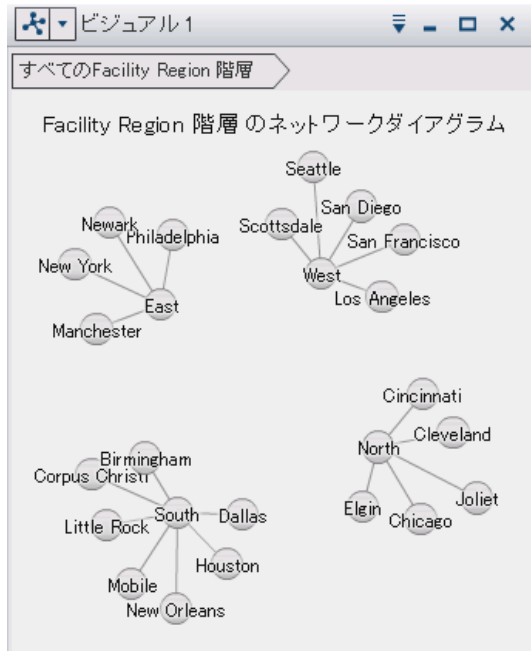 ビジュアル 1
すべてのFacility Region 階層
Facility Region 階層 のネットワークダイアグラム
Seattle
San Diego
Scottsdale
San Francisco
West
Los Angeles
Newark
Philadelphia
New York
East
Manchester
Cincinnati
Cleveland
North
Joliet
Elgin
Chicago
Birmingham
Corpus Christi
South
Dallas
Little Rock
Houston
Mobile
New Orleans